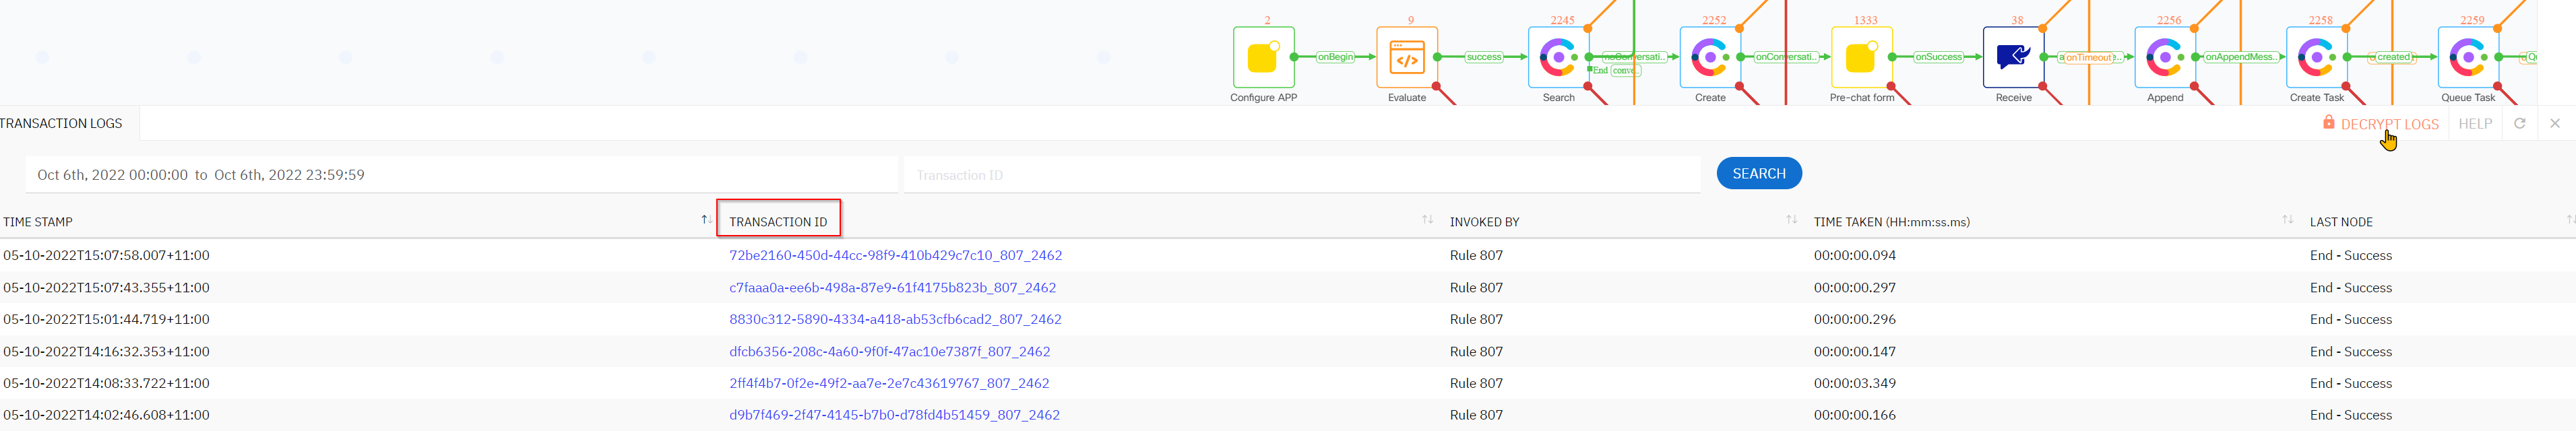 2 9 2245 2252 1333 38 2256 2258 2259
onBegin success onConversati.. onConversati.. onSuccess onTimeout onAppendMess.. created
End conve..
Configure APP Evaluate Search Create Pre-chat form Receive Append Create Task Queue Task
TRANSACTION LOGS DECRYPT LOGS HELP
Oct 6th, 2022 00:00:00 to Oct 6th, 2022 23:59:59 Transaction ID SEARCH
TIME STAMP TRANSACTION ID INVOKED BY TIME TAKEN (HH:mm:ss.ms) LAST NODE
05-10-2022T15:07:58.007+11:00 72be2160-450d-44cc-98f9-410b429c7c10_807_2462 Rule 807 00:00:00.094 End - Success
05-10-2022T15:07:43.355+11:00 c7faaa0a-ee6b-498a-87e9-61f4175b823b_807_2462 Rule 807 00:00:00.297 End - Success
05-10-2022T15:01:44.719+11:00 8830c312-5890-4334-a418-ab53cfb6cad2_807_2462 Rule 807 00:00:00.296 End - Success
05-10-2022T14:16:32.353+11:00 dfcb6356-208c-4a60-9f0f-47ac10e7387f_807_2462 Rule 807 00:00:00.147 End - Success
05-10-2022T14:08:33.722+11:00 2ff4f4b7-0f2e-49f2-aa7e-2e7c43619767_807_2462 Rule 807 00:00:03.349 End - Success
05-10-2022T14:02:46.608+11:00 d9b7f469-2f47-4145-b7b0-d78fd4b51459_807_2462 Rule 807 00:00:00.166 End - Success